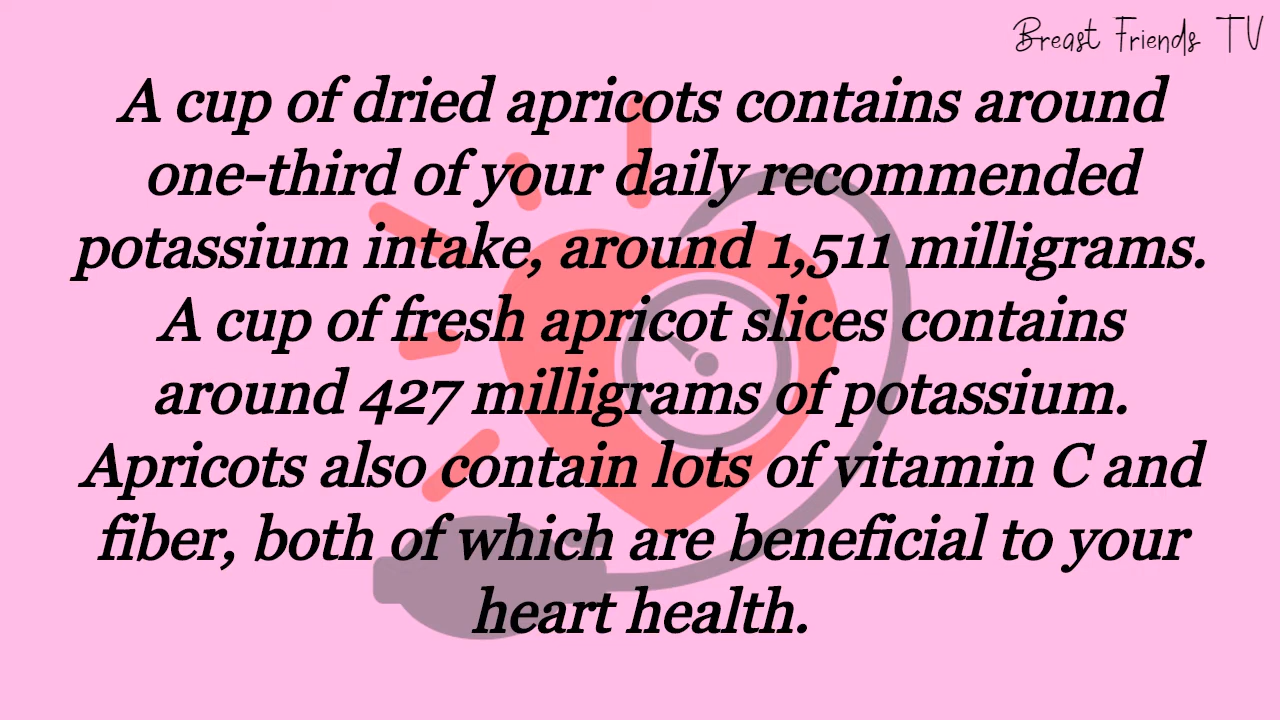 Breast Friends TV
A cup of dried apricots contains around
one-third of your daily recommended
potassium intake, around 1,511 milligrams.
A cup of fresh apricot slices contains
around 427 milligrams of potassium.
Apricots also contain lots of vitamin C and
fiber, both of which are beneficial to your
heart health.